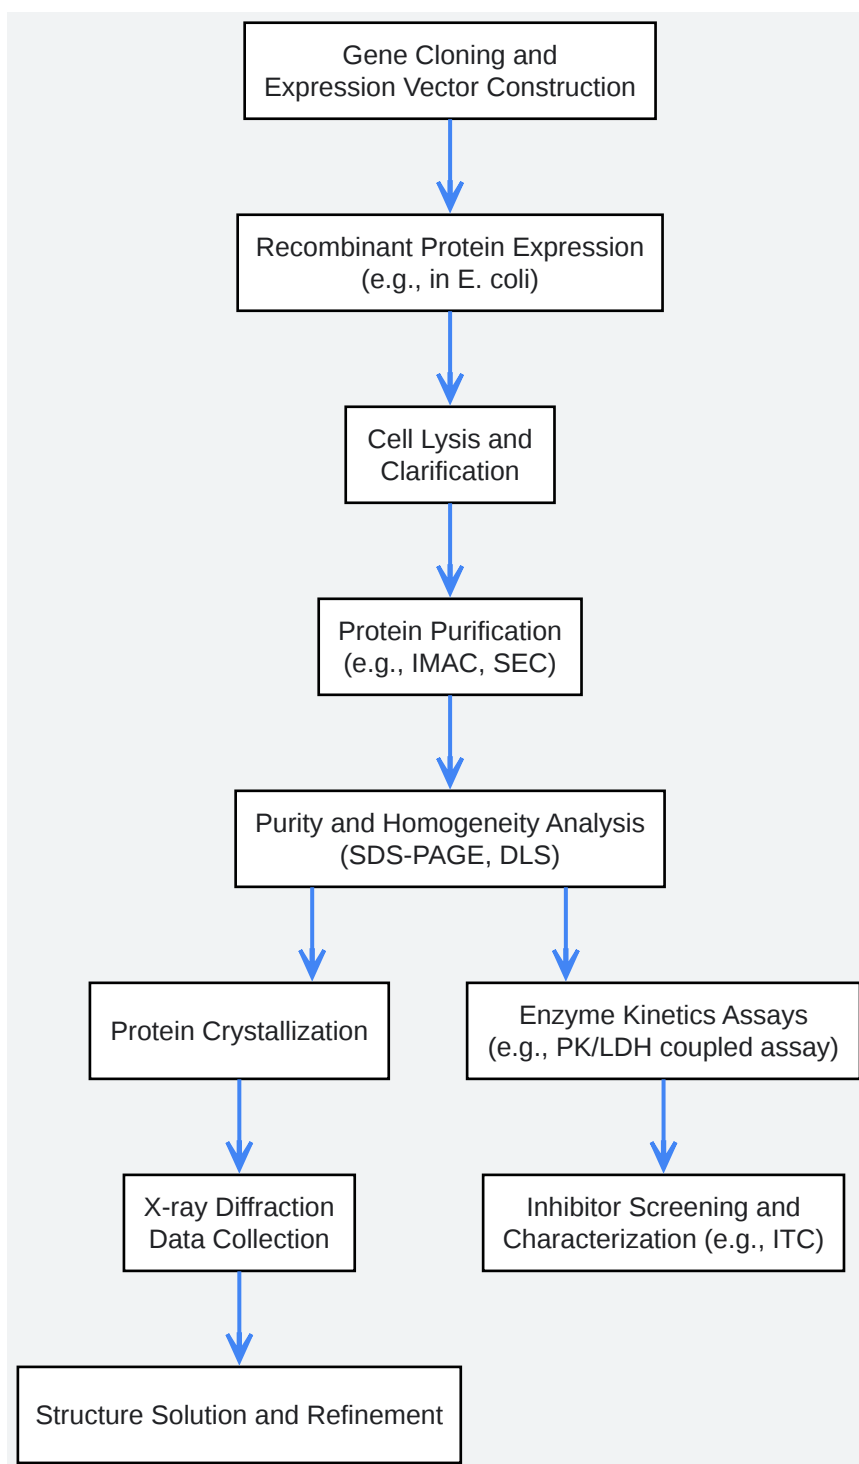 Gene Cloning and
Expression Vector Construction
Recombinant Protein Expression
(e.g., in E. coli)
Cell Lysis and
Clarification
Protein Purification
(e.g., IMAC, SEC)
Purity and Homogeneity Analysis
(SDS-PAGE, DLS)
Protein Crystallization
Enzyme Kinetics Assays
(e.g., PK/LDH coupled assay)
X-ray Diffraction
Data Collection
Inhibitor Screening and
Characterization (e.g., ITC)
Structure Solution and Refinement